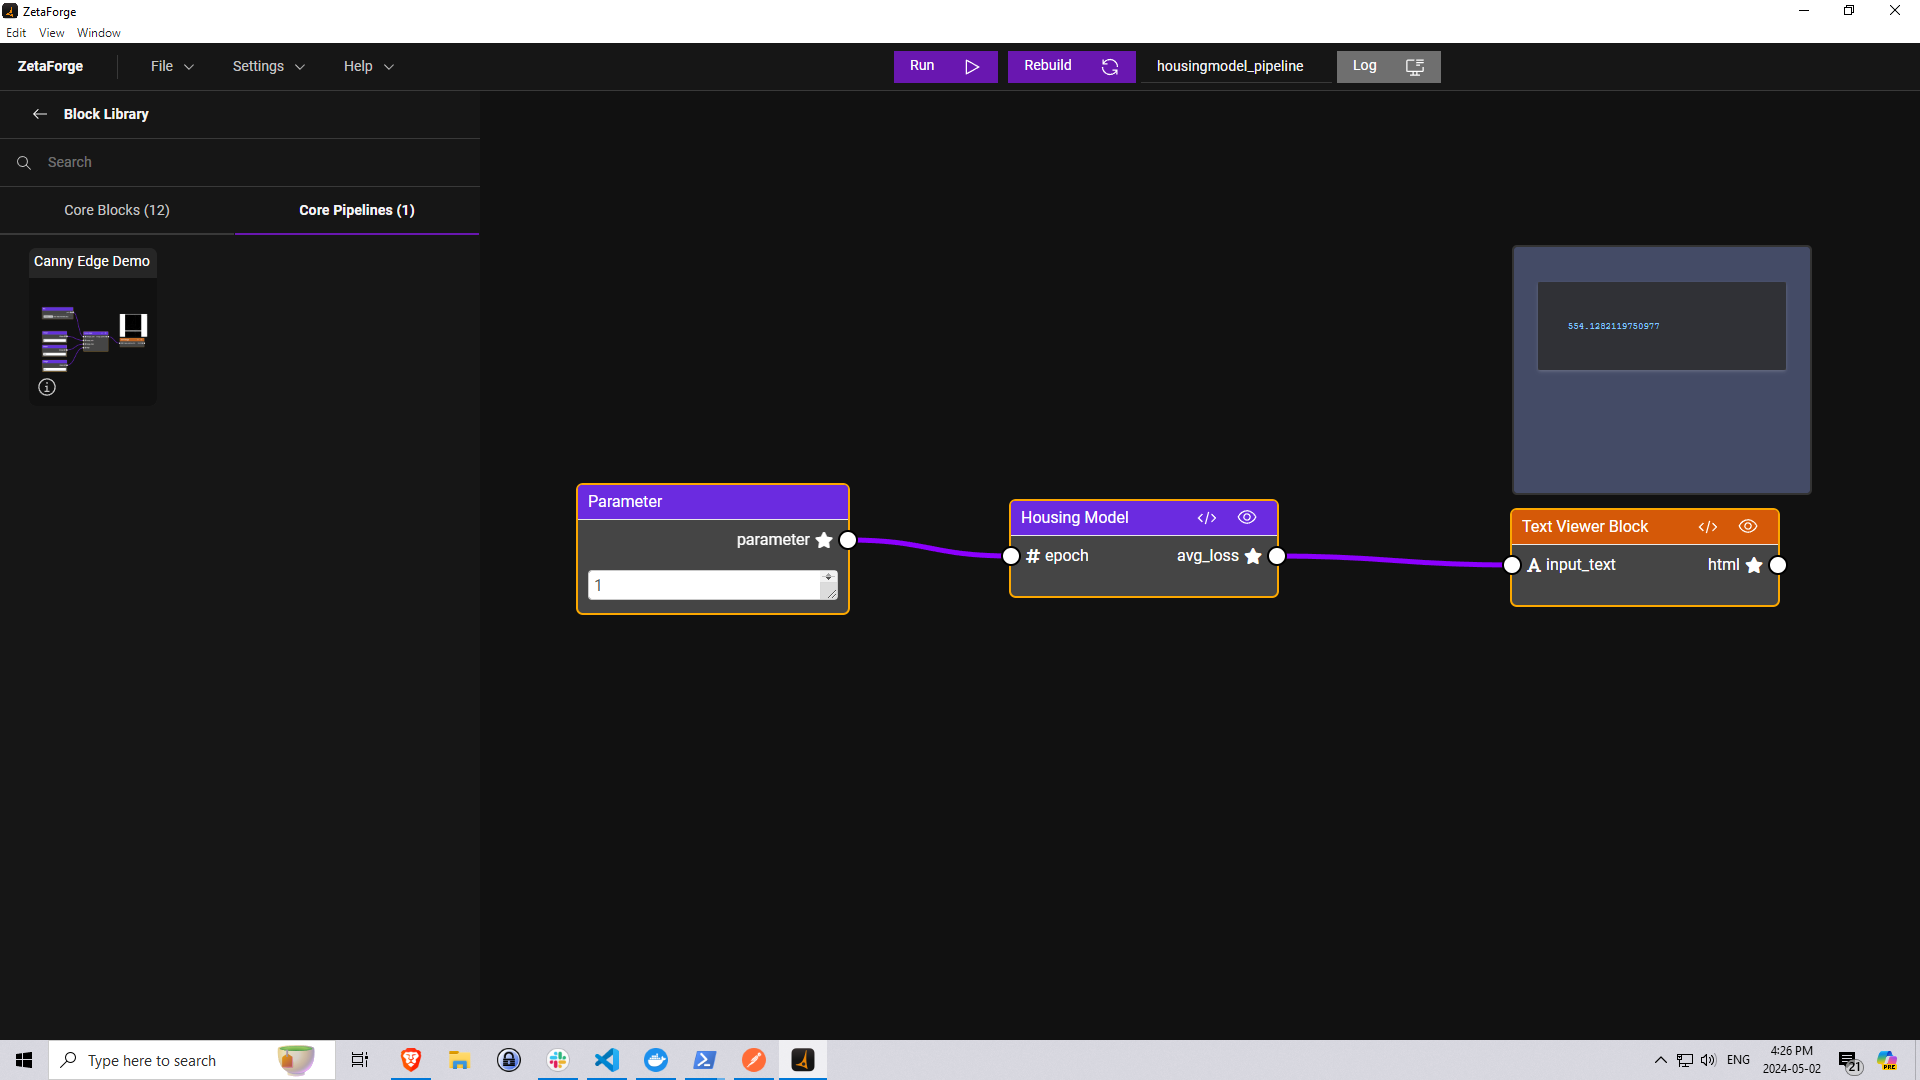 ZetaForge
Edit View Window
ZetaForge File Settings Help Run Rebuild housingmodel_pipeline Log
Block Library
Search
Core Blocks (12) Core Pipelines (1)
Canny Edge Demo
554.1282119750977
Parameter
parameter
1
Housing Model </>
# epoch avg_loss
Text Viewer Block </>
A input_text html
Type here to search
ENG
4:26 PM
2024-05-02
21
PRE